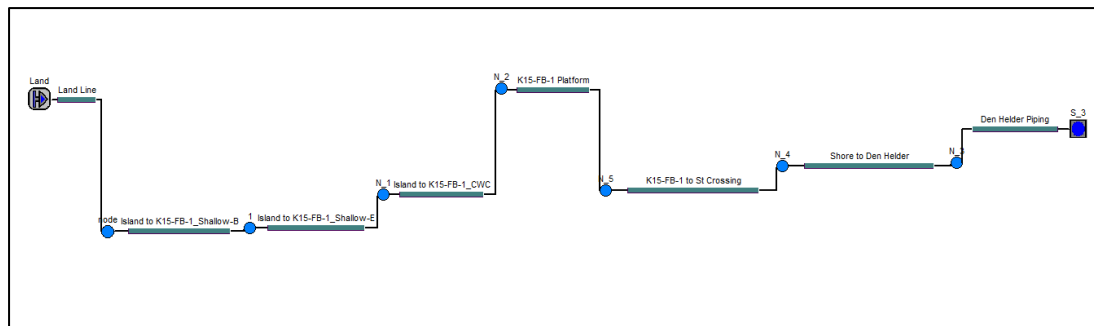 Land
Land Line
node
Island to K15-FB-1_Shallow-B
1
Island to K15-FB-1_Shallow-E
N_1
Island to K15-FB-1_CWC
N_2
K15-FB-1 Platform
N_5
K15-FB-1 to St Crossing
N_4
Shore to Den Helder
N_3
Den Helder Piping
S_3